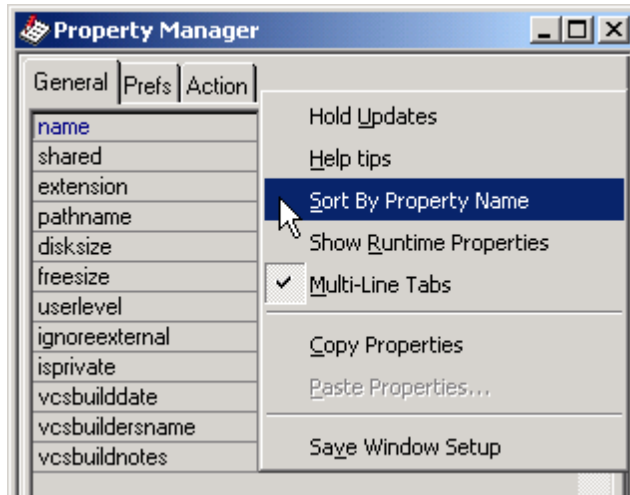 Property Manager
General Prefs Action
name
shared
extension
pathname
disksize
freesize
userlevel
ignoreexternal
isprivate
vcsbuilddate
vcsbuildersname
vcsbuildnotes
Hold Updates
Help tips
Sort By Property Name
Show Runtime Properties
Multi-Line Tabs
Copy Properties
Paste Properties...
Save Window Setup